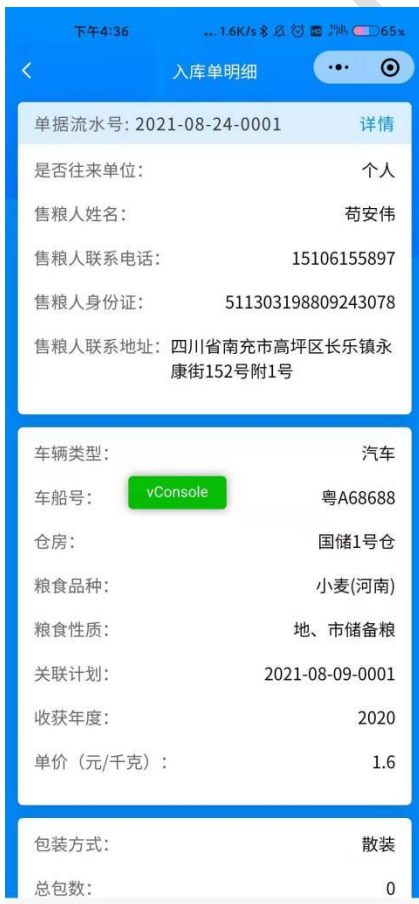 下午4:36 ... 1.6K/s HD 65%
入库单明细
单据流水号: 2021-08-24-0001 详情
是否往来单位: 个人
售粮人姓名: 苟安伟
售粮人联系电话: 15106155897
售粮人身份证: 511303198809243078
售粮人联系地址: 四川省南充市高坪区长乐镇永
康街152号附1号
车辆类型: 汽车
车船号: vConsole 粤A68688
仓房: 国储1号仓
粮食品种: 小麦(河南)
粮食性质: 地、市储备粮
关联计划: 2021-08-09-0001
收获年度: 2020
单价（元/千克）: 1.6
包装方式: 散装
总包数: 0